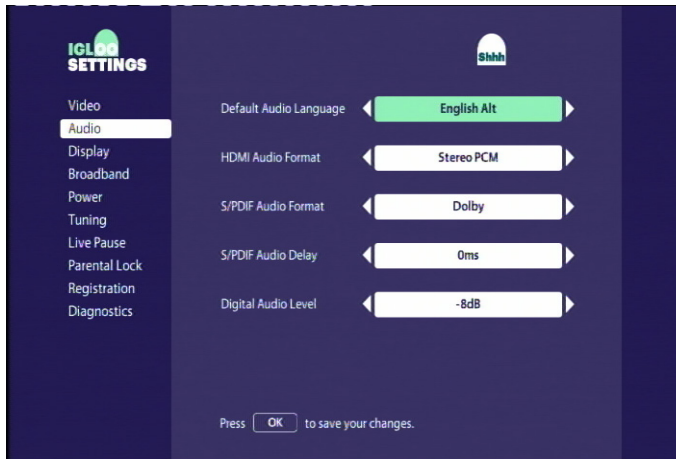 IGLOO
SETTINGS
Shhh
Video
Audio
Display
Broadband
Power
Tuning
Live Pause
Parental Lock
Registration
Diagnostics
Default Audio Language English Alt
HDMI Audio Format Stereo PCM
S/PDIF Audio Format Dolby
S/PDIF Audio Delay 0ms
Digital Audio Level -8dB
Press OK to save your changes.